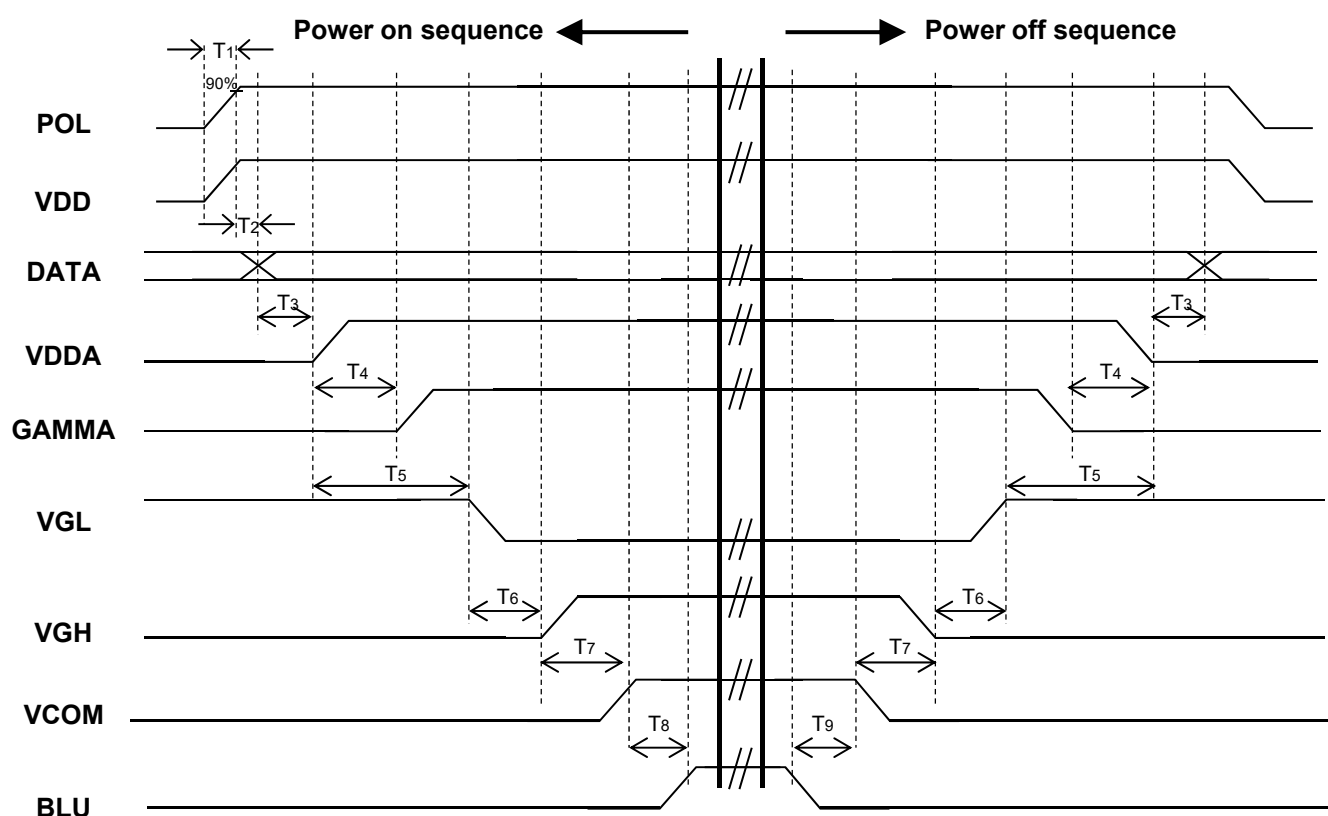 Power on sequence
Power off sequence
T1
90%
POL
VDD
T2
DATA
T3
T3
VDDA
T4
T4
GAMMA
T5
T5
VGL
T6
T6
VGH
T7
T7
VCOM
T8
T9
BLU